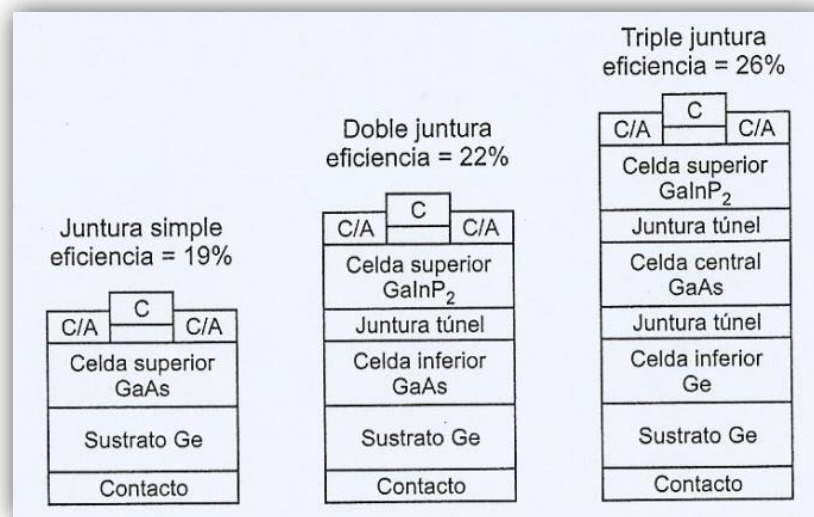 Juntura simple
eficiencia = 19%
C
C/A C/A
Celda superior
GaAs
Sustrato Ge
Contacto
Doble juntura
eficiencia = 22%
C
C/A C/A
Celda superior
GaInP₂
Juntura túnel
Celda inferior
GaAs
Sustrato Ge
Contacto
Triple juntura
eficiencia = 26%
C
C/A C/A
Celda superior
GaInP₂
Juntura túnel
Celda central
GaAs
Juntura túnel
Celda inferior
Ge
Sustrato Ge
Contacto